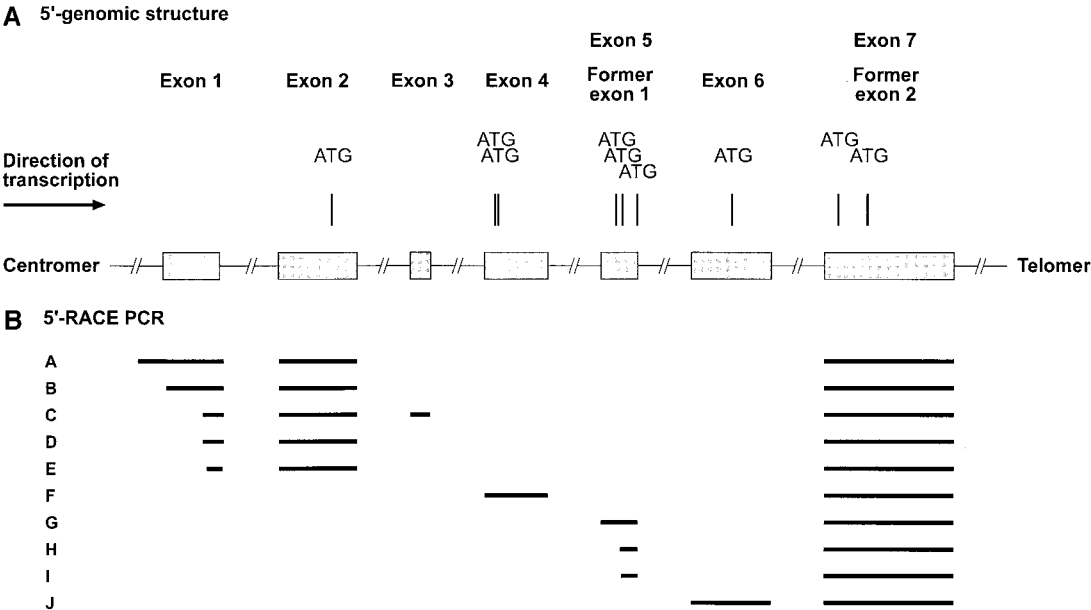 A 5'-genomic structure
Exon 5 Exon 7
Exon 1 Exon 2 Exon 3 Exon 4 Former exon 1 Exon 6 Former exon 2
ATG ATG ATG
ATG ATG ATG ATG ATG
ATG
Direction of
transcription
Centromer Telomer
B 5'-RACE PCR
A
B
C
D
E
F
G
H
I
J